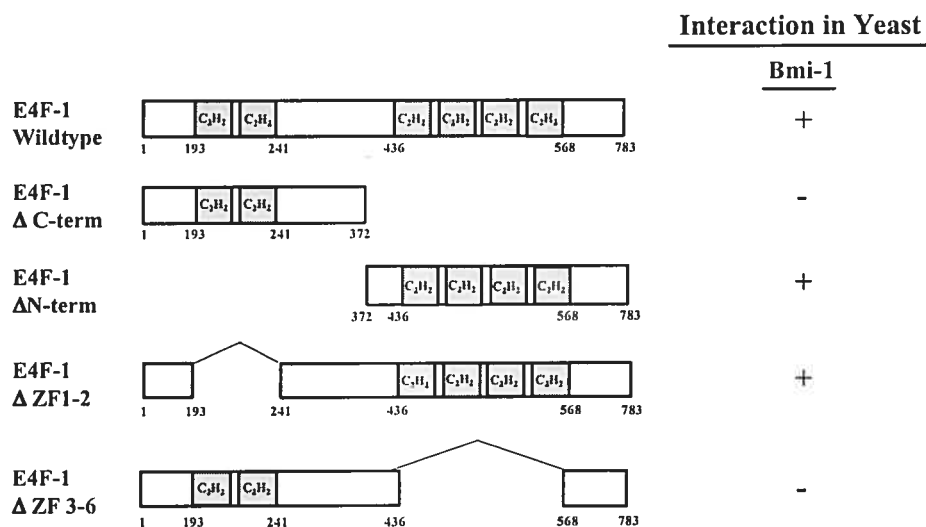 Interaction in Yeast
Bmi-1
E4F-1
Wildtype
C₂H₂ C₂H₂ C₂H₂ C₂H₂ C₂H₂ C₂H₂
+
1 193 241 436 568 783
E4F-1
Δ C-term
C₂H₂ C₂H₂
-
1 193 241 372
E4F-1
ΔN-term
C₂H₂ C₂H₂ C₂H₂ C₂H₂
+
372 436 568 783
E4F-1
Δ ZF1-2
C₂H₂ C₂H₂ C₂H₂ C₂H₂
+
1 193 241 436 568 783
E4F-1
Δ ZF 3-6
C₂H₂ C₂H₂
-
1 193 241 436 568 783